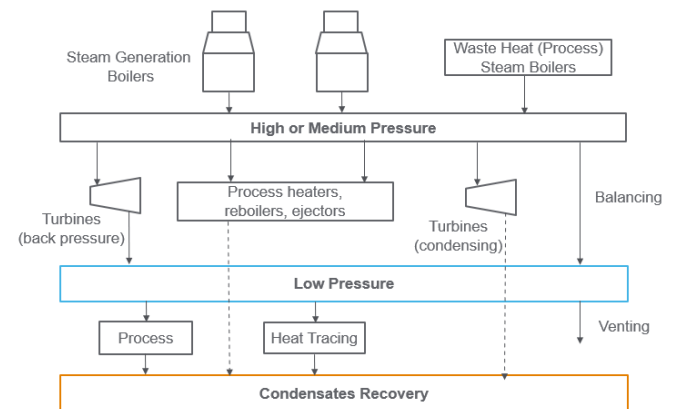 Steam Generation
Boilers
Waste Heat (Process)
Steam Boilers
High or Medium Pressure
Process heaters,
reboilers, ejectors
Balancing
Turbines
(back pressure)
Turbines
(condensing)
Low Pressure
Venting
Process
Heat Tracing
Condensates Recovery